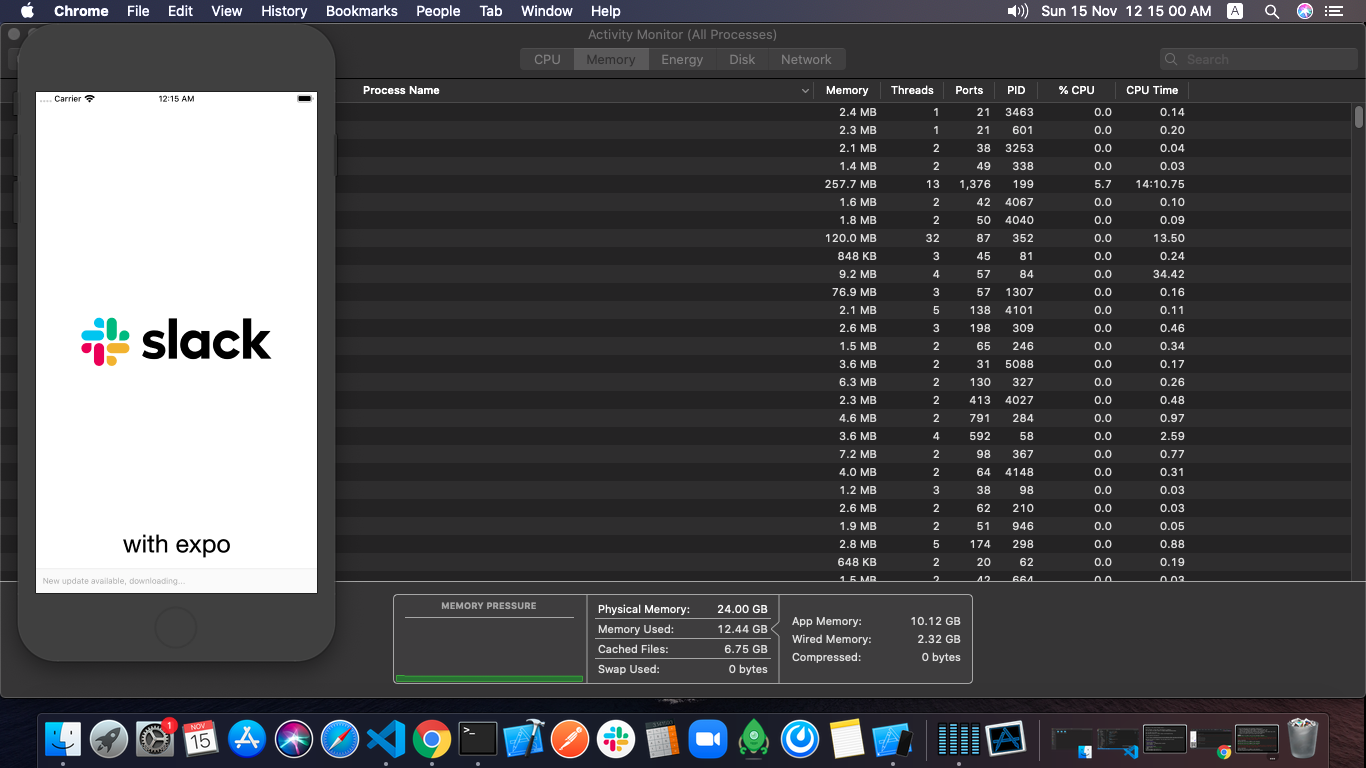 Chrome File Edit View History Bookmarks People Tab Window Help Sun 15 Nov 12 15 00 AM A
Activity Monitor (All Processes)
CPU Memory Energy Disk Network Search
Process Name Memory Threads Ports PID % CPU CPU Time
2.4 MB 1 21 3463 0.0 0.14
2.3 MB 1 21 601 0.0 0.20
2.1 MB 2 38 3253 0.0 0.04
1.4 MB 2 49 338 0.0 0.03
257.7 MB 13 1,376 199 5.7 14:10.75
1.6 MB 2 42 4067 0.0 0.10
1.8 MB 2 50 4040 0.0 0.09
120.0 MB 32 87 352 0.0 13.50
848 KB 3 45 81 0.0 0.24
9.2 MB 4 57 84 0.0 34.42
76.9 MB 3 57 1307 0.0 0.16
2.1 MB 5 138 4101 0.0 0.11
2.6 MB 3 198 309 0.0 0.46
1.5 MB 2 65 246 0.0 0.34
3.6 MB 2 31 5088 0.0 0.17
6.3 MB 2 130 327 0.0 0.26
2.3 MB 2 413 4027 0.0 0.48
4.6 MB 2 791 284 0.0 0.97
3.6 MB 4 592 58 0.0 2.59
7.2 MB 2 98 367 0.0 0.77
4.0 MB 2 64 4148 0.0 0.31
1.2 MB 3 38 98 0.0 0.03
2.6 MB 2 62 210 0.0 0.03
1.9 MB 2 51 946 0.0 0.05
2.8 MB 5 174 298 0.0 0.88
648 KB 2 20 62 0.0 0.19
1.5 MB 2 42 664 0.0 0.03
Carrier 12:15 AM
slack
with expo
New update available, downloading...
MEMORY PRESSURE
Physical Memory: 24.00 GB
Memory Used: 12.44 GB
Cached Files: 6.75 GB
Swap Used: 0 bytes
App Memory: 10.12 GB
Wired Memory: 2.32 GB
Compressed: 0 bytes
1
NOV
15